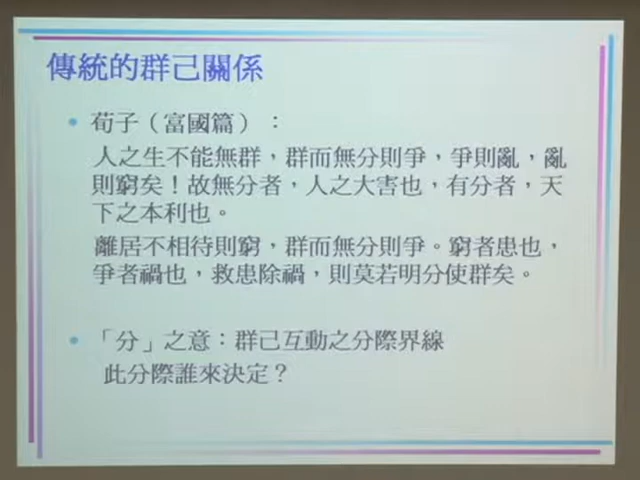 傳統的群己關係
• 荀子（富國篇）：
人之生不能無群，群而無分則爭，爭則亂，亂
則窮矣！故無分者，人之大害也，有分者，天
下之本利也。
離居不相待則窮，群而無分則爭。窮者患也，
爭者禍也，救患除禍，則莫若明分使群矣。
• 「分」之意：群己互動之分際界線
此分際誰來決定？